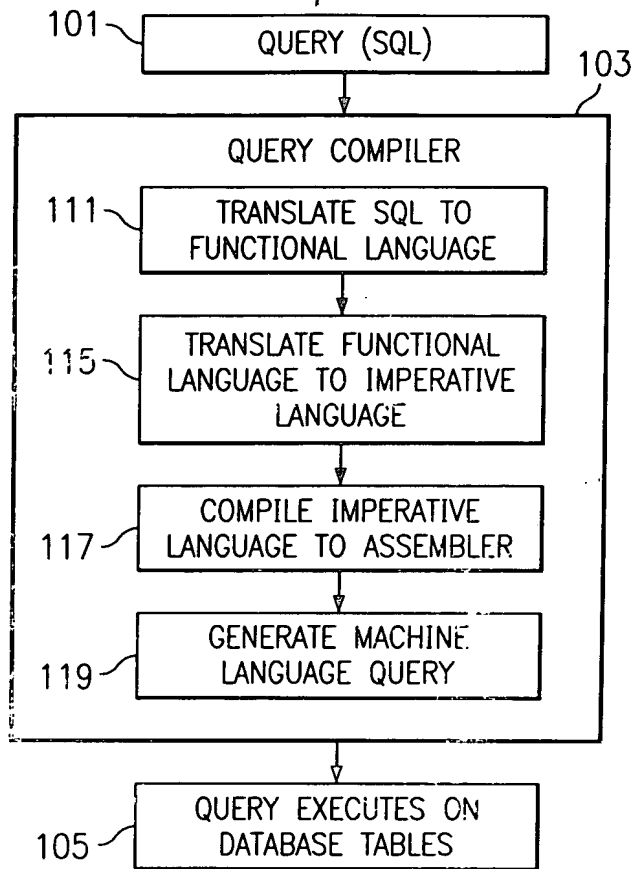 101
QUERY (SQL)
103
QUERY COMPILER
111
TRANSLATE SQL TO
FUNCTIONAL LANGUAGE
115
TRANSLATE FUNCTIONAL
LANGUAGE TO IMPERATIVE
LANGUAGE
117
COMPILE IMPERATIVE
LANGUAGE TO ASSEMBLER
119
GENERATE MACHINE
LANGUAGE QUERY
105
QUERY EXECUTES ON
DATABASE TABLES